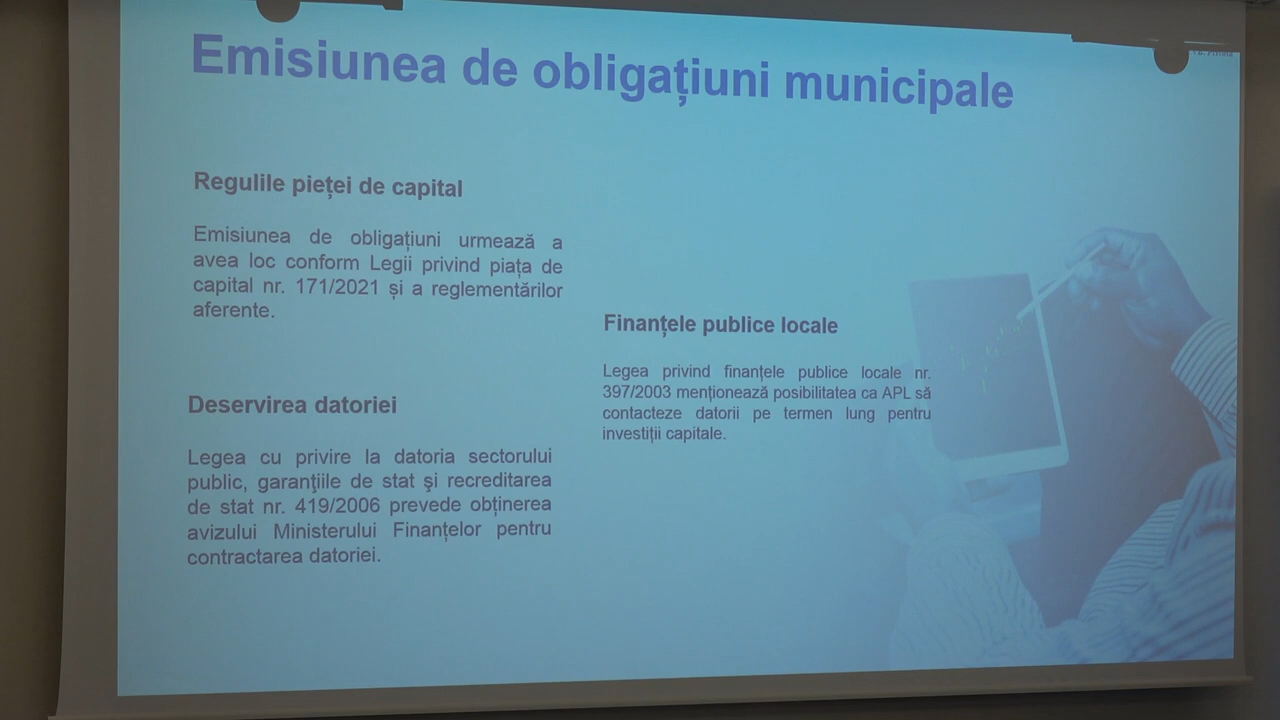 Emisiunea de obligațiuni municipale
Regulile pieței de capital
Emisiunea de obligațiuni urmează a
avea loc conform Legii privind piața de
capital nr. 171/2021 și a reglementărilor
aferente.
Deservirea datoriei
Legea cu privire la datoria sectorului
public, garanţiile de stat şi recreditarea
de stat nr. 419/2006 prevede obținerea
avizului Ministerului Finanțelor pentru
contractarea datoriei.
Finanțele publice locale
Legea privind finanțele publice locale nr.
397/2003 menționează posibilitatea ca APL să
contacteze datorii pe termen lung pentru
investiții capitale.